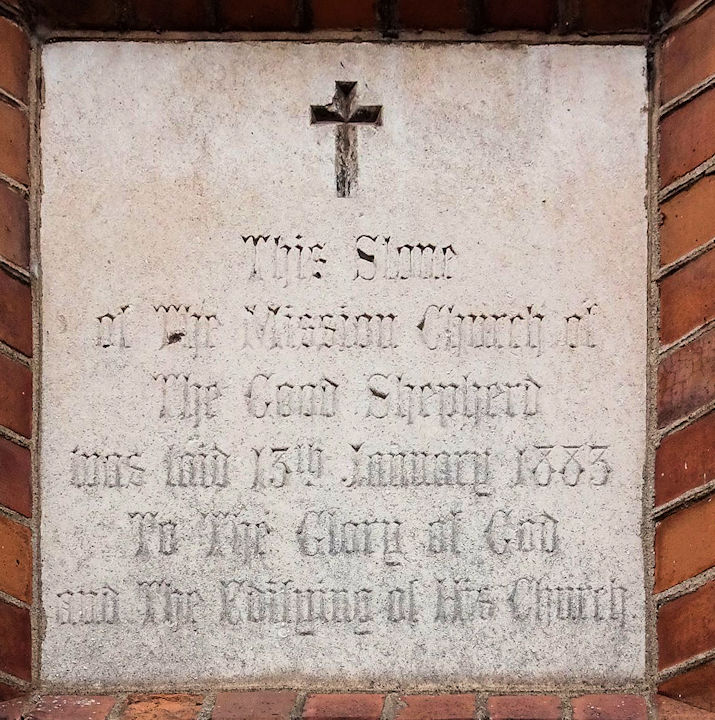 This Stone
of The Mission Church of
The Good Shepherd
was laid 13th January 1883
To The Glory of God
and The Edifying of His Church.